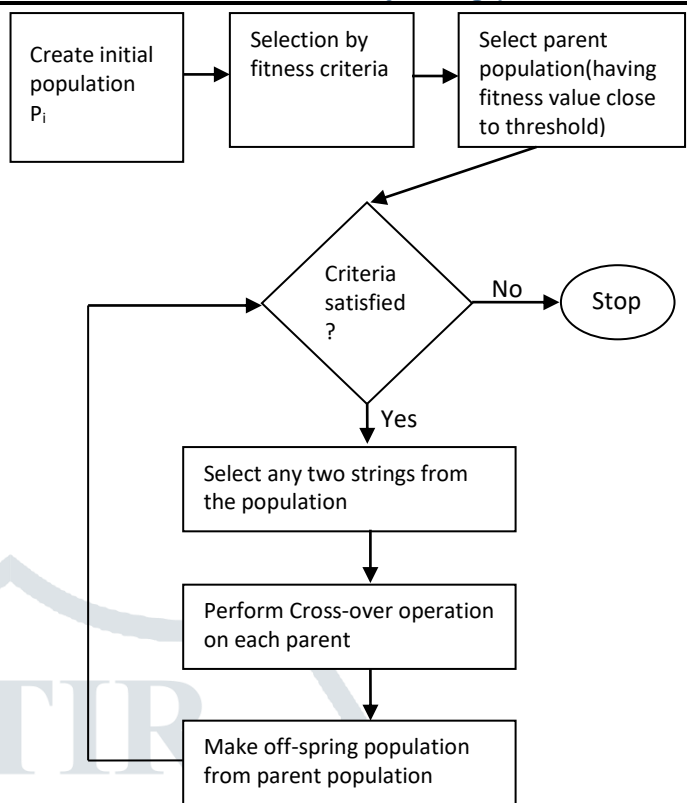 Create initial
population
Pi
Selection by
fitness criteria
Select parent
population(having
fitness value close
to threshold)
Criteria
satisfied
?
No
Stop
Yes
Select any two strings from
the population
Perform Cross-over operation
on each parent
Make off-spring population
from parent population